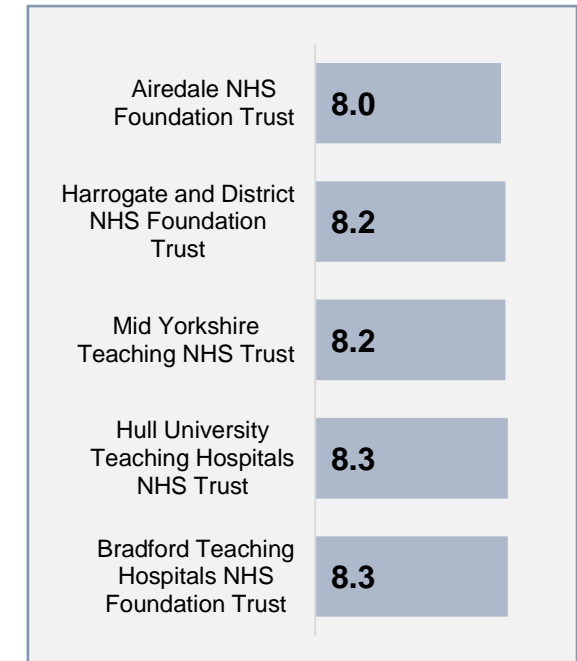 Airedale NHS
Foundation Trust
8.0
Harrogate and District
NHS Foundation
Trust
8.2
Mid Yorkshire
Teaching NHS Trust
8.2
Hull University
Teaching Hospitals
NHS Trust
8.3
Bradford Teaching
Hospitals NHS
Foundation Trust
8.3